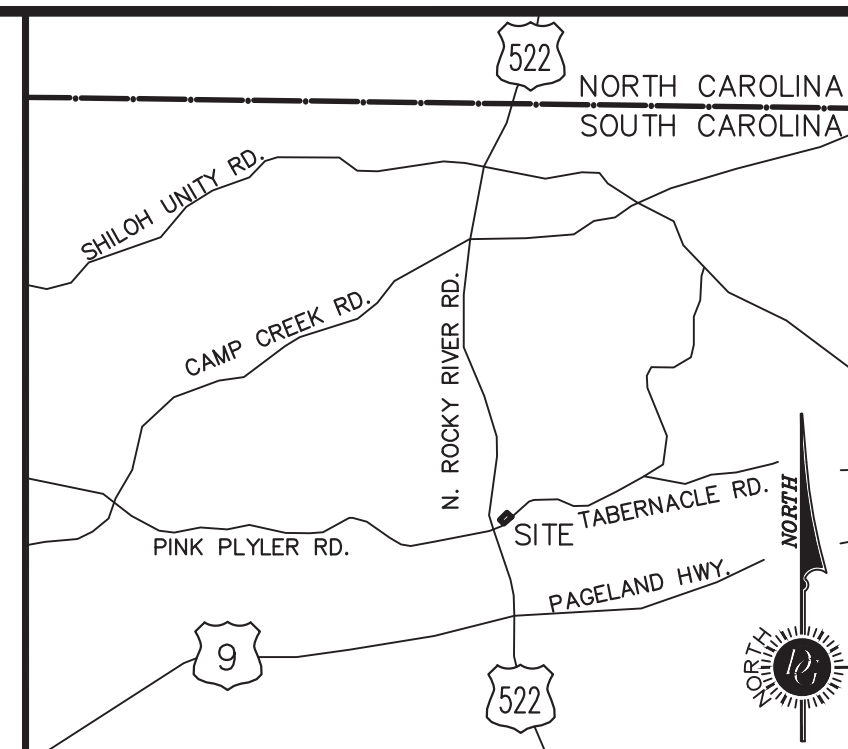 522
NORTH CAROLINA
SOUTH CAROLINA
SHILOH UNITY RD.
CAMP CREEK RD.
N. ROCKY RIVER RD.
TABERNACLE RD.
SITE
PINK PLYLER RD.
PAGELAND HWY.
NORTH
9
522
NORTH
DG